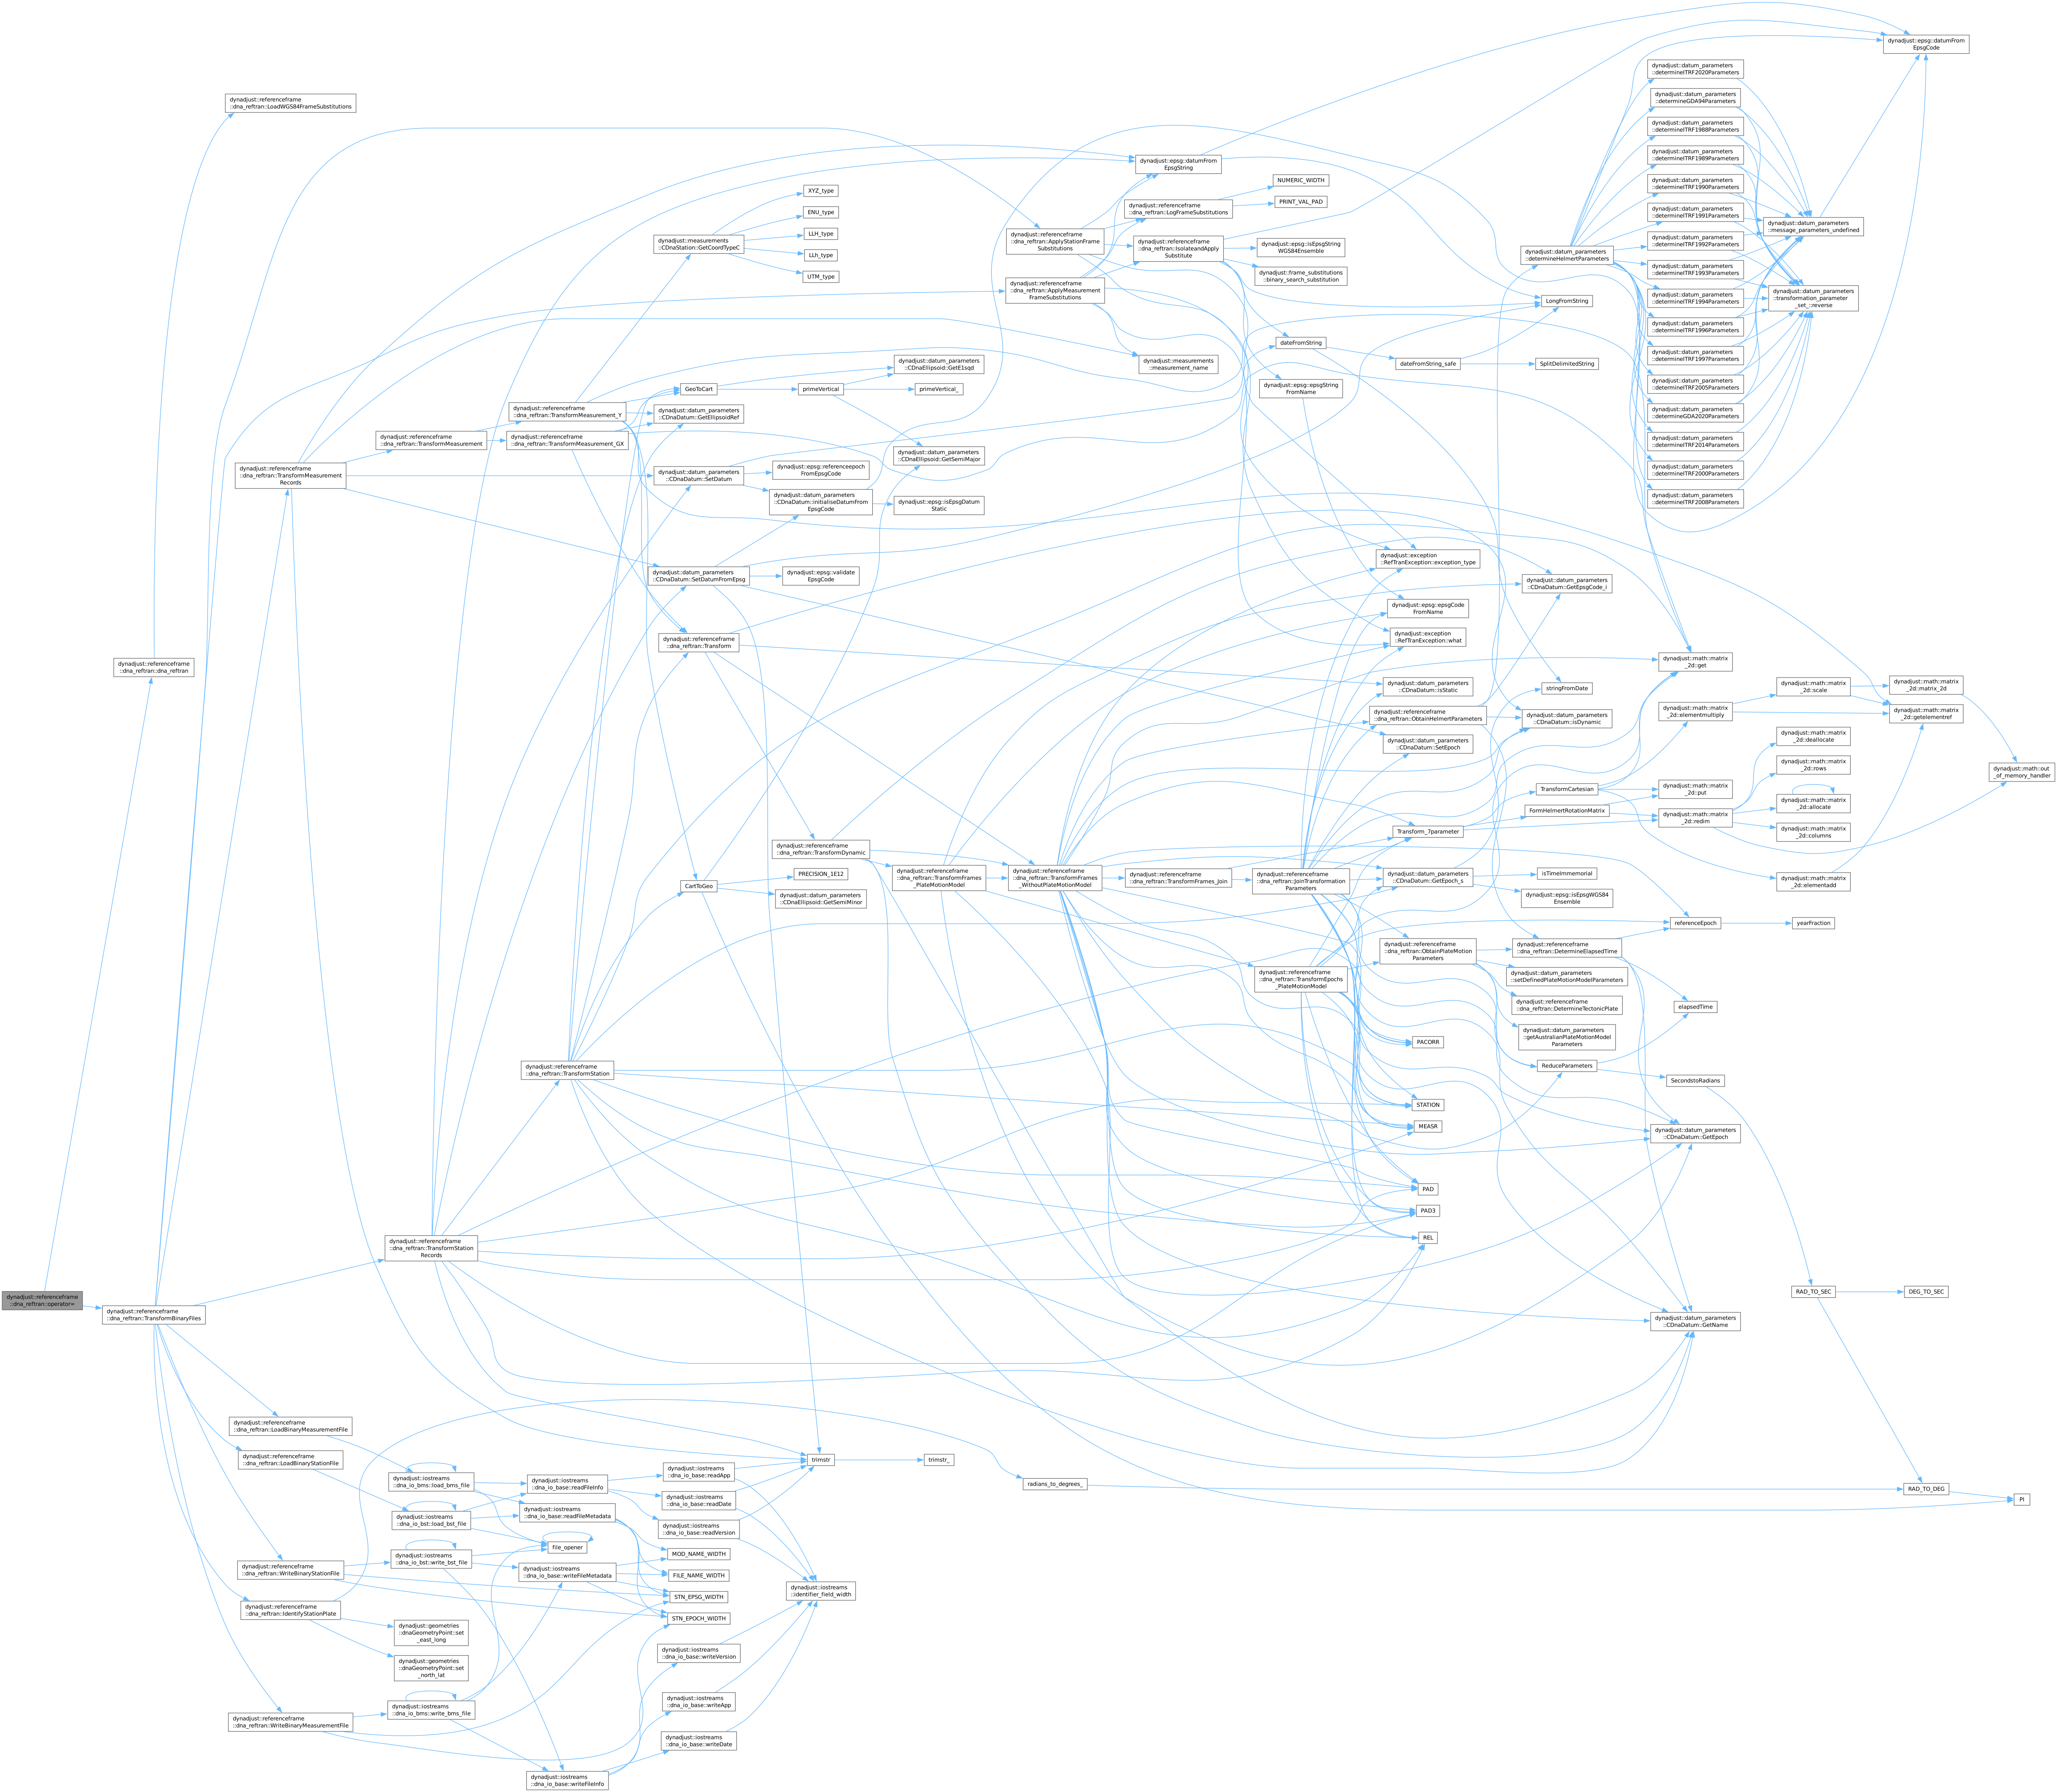 dynadjust::referenceframe
::dna_reftran::operator=
dynadjust::referenceframe
::dna_reftran::dna_reftran
dynadjust::referenceframe
::dna_reftran::TransformBinaryFiles
dynadjust::referenceframe
::dna_reftran::LoadWGS84FrameSubstitutions
dynadjust::referenceframe
::dna_reftran::TransformMeasurement
Records
dynadjust::referenceframe
::dna_reftran::LoadBinaryMeasurementFile
dynadjust::referenceframe
::dna_reftran::LoadBinaryStationFile
dynadjust::referenceframe
::dna_reftran::WriteBinaryStationFile
dynadjust::referenceframe
::dna_reftran::IdentifyStationPlate
dynadjust::referenceframe
::dna_reftran::WriteBinaryMeasurementFile
dynadjust::referenceframe
::dna_reftran::TransformMeasurement
dynadjust::referenceframe
::dna_reftran::TransformStation
Records
dynadjust::iostreams
::dna_io_bms::load_bms_file
dynadjust::iostreams
::dna_io_bst::load_bst_file
dynadjust::iostreams
::dna_io_bst::write_bst_file
dynadjust::geometries
::dnaGeometryPoint::set
_east_long
dynadjust::geometries
::dnaGeometryPoint::set
_north_lat
dynadjust::iostreams
::dna_io_bms::write_bms_file
dynadjust::referenceframe
::dna_reftran::TransformMeasurement_Y
dynadjust::referenceframe
::dna_reftran::TransformMeasurement_GX
dynadjust::referenceframe
::dna_reftran::TransformStation
dynadjust::iostreams
::dna_io_base::readFileInfo
dynadjust::iostreams
::dna_io_base::readFileMetadata
file_opener
dynadjust::iostreams
::dna_io_base::writeFileMetadata
dynadjust::iostreams
::dna_io_base::writeFileInfo
dynadjust::measurements
::CDnaStation::GetCoordTypeC
GeoToCart
dynadjust::datum_parameters
::CDnaDatum::GetEllipsoidRef
dynadjust::datum_parameters
::CDnaDatum::SetDatum
dynadjust::datum_parameters
::CDnaDatum::SetDatumFromEpsg
dynadjust::referenceframe
::dna_reftran::Transform
CartToGeo
dynadjust::iostreams
::dna_io_base::readApp
dynadjust::iostreams
::dna_io_base::readDate
dynadjust::iostreams
::dna_io_base::readVersion
MOD_NAME_WIDTH
FILE_NAME_WIDTH
STN_EPSG_WIDTH
STN_EPOCH_WIDTH
dynadjust::iostreams
::dna_io_base::writeVersion
dynadjust::iostreams
::dna_io_base::writeApp
dynadjust::iostreams
::dna_io_base::writeDate
XYZ_type
ENU_type
LLH_type
LLh_type
UTM_type
primeVertical
dynadjust::epsg::referenceepoch
FromEpsgCode
dynadjust::datum_parameters
::CDnaDatum::initialiseDatumFrom
EpsgCode
dynadjust::epsg::validate
EpsgCode
dynadjust::referenceframe
::dna_reftran::TransformDynamic
PRECISION_1E12
dynadjust::datum_parameters
::CDnaEllipsoid::GetSemiMinor
trimstr
dynadjust::iostreams
::identifier_field_width
dynadjust::datum_parameters
::CDnaEllipsoid::GetE1sqd
primeVertical_
dynadjust::datum_parameters
::CDnaEllipsoid::GetSemiMajor
dynadjust::epsg::isEpsgDatum
Static
dynadjust::referenceframe
::dna_reftran::TransformFrames
_PlateMotionModel
trimstr_
dynadjust::referenceframe
::dna_reftran::ApplyStationFrame
Substitutions
dynadjust::referenceframe
::dna_reftran::ApplyMeasurement
FrameSubstitutions
dynadjust::referenceframe
::dna_reftran::TransformFrames
_WithoutPlateMotionModel
radians_to_degrees_
dynadjust::epsg::datumFrom
EpsgString
dynadjust::referenceframe
::dna_reftran::LogFrameSubstitutions
dynadjust::referenceframe
::dna_reftran::IsolateandApply
Substitute
dynadjust::measurements
::measurement_name
dynadjust::referenceframe
::dna_reftran::TransformFrames_Join
NUMERIC_WIDTH
PRINT_VAL_PAD
dynadjust::epsg::isEpsgString
WGS84Ensemble
dynadjust::frame_substitutions
::binary_search_substitution
dateFromString
dynadjust::epsg::epsgString
FromName
dynadjust::referenceframe
::dna_reftran::JoinTransformation
Parameters
dynadjust::referenceframe
::dna_reftran::TransformEpochs
_PlateMotionModel
dateFromString_safe
dynadjust::exception
::RefTranException::exception_type
dynadjust::epsg::epsgCode
FromName
dynadjust::exception
::RefTranException::what
dynadjust::datum_parameters
::CDnaDatum::isStatic
dynadjust::referenceframe
::dna_reftran::ObtainHelmertParameters
dynadjust::datum_parameters
::CDnaDatum::SetEpoch
Transform_7parameter
dynadjust::datum_parameters
::CDnaDatum::GetEpoch_s
dynadjust::referenceframe
::dna_reftran::ObtainPlateMotion
Parameters
PACORR
STATION
MEASR
PAD
PAD3
REL
LongFromString
SplitDelimitedString
dynadjust::datum_parameters
::determineHelmertParameters
dynadjust::datum_parameters
::CDnaDatum::GetEpsgCode_i
stringFromDate
dynadjust::datum_parameters
::CDnaDatum::isDynamic
TransformCartesian
FormHelmertRotationMatrix
isTimeImmemorial
dynadjust::epsg::isEpsgWGS84
Ensemble
dynadjust::referenceframe
::dna_reftran::DetermineElapsedTime
dynadjust::datum_parameters
::setDefinedPlateMotionModelParameters
dynadjust::referenceframe
::dna_reftran::DetermineTectonicPlate
dynadjust::datum_parameters
::getAustralianPlateMotionModel
Parameters
ReduceParameters
dynadjust::datum_parameters
::determineITRF2020Parameters
dynadjust::datum_parameters
::determineGDA94Parameters
dynadjust::datum_parameters
::determineITRF1988Parameters
dynadjust::datum_parameters
::determineITRF1989Parameters
dynadjust::datum_parameters
::determineITRF1990Parameters
dynadjust::datum_parameters
::determineITRF1991Parameters
dynadjust::datum_parameters
::determineITRF1992Parameters
dynadjust::datum_parameters
::determineITRF1993Parameters
dynadjust::datum_parameters
::determineITRF1994Parameters
dynadjust::datum_parameters
::determineITRF1996Parameters
dynadjust::datum_parameters
::determineITRF1997Parameters
dynadjust::datum_parameters
::determineITRF2005Parameters
dynadjust::datum_parameters
::determineGDA2020Parameters
dynadjust::datum_parameters
::determineITRF2014Parameters
dynadjust::datum_parameters
::determineITRF2000Parameters
dynadjust::datum_parameters
::determineITRF2008Parameters
dynadjust::math::matrix
_2d::get
dynadjust::math::matrix
_2d::elementmultiply
dynadjust::math::matrix
_2d::put
dynadjust::math::matrix
_2d::redim
referenceEpoch
elapsedTime
SecondstoRadians
dynadjust::datum_parameters
::CDnaDatum::GetEpoch
dynadjust::datum_parameters
::CDnaDatum::GetName
dynadjust::datum_parameters
::message_parameters_undefined
dynadjust::datum_parameters
::transformation_parameter
_set_::reverse
dynadjust::math::matrix
_2d::scale
dynadjust::math::matrix
_2d::deallocate
dynadjust::math::matrix
_2d::rows
dynadjust::math::matrix
_2d::allocate
dynadjust::math::matrix
_2d::columns
dynadjust::math::matrix
_2d::elementadd
yearFraction
RAD_TO_SEC
dynadjust::epsg::datumFrom
EpsgCode
dynadjust::math::matrix
_2d::matrix_2d
dynadjust::math::matrix
_2d::getelementref
DEG_TO_SEC
RAD_TO_DEG
dynadjust::math::out
_of_memory_handler
PI